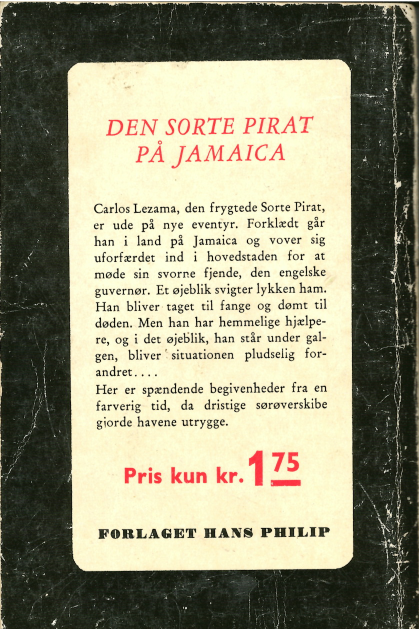 DEN SORTE PIRAT
PÅ JAMAICA
Carlos Lezama, den frygtede Sorte Pirat,
er ude på nye eventyr. Forklædt går
han i land på Jamaica og vover sig
uforfærdet ind i hovedstaden for at
møde sin svorne fjende, den engelske
guvernør. Et øjeblik svigter lykken ham.
Han bliver taget til fange og dømt til
døden. Men han har hemmelige hjælpe-
re, og i det øjeblik, han står under gal-
gen, bliver situationen pludselig for-
andret....
Her er spændende begivenheder fra en
farverig tid, da dristige sørøverskibe
giorde havene utrygge.
Pris kun kr. 1 75
FORLAGET HANS PHILIP